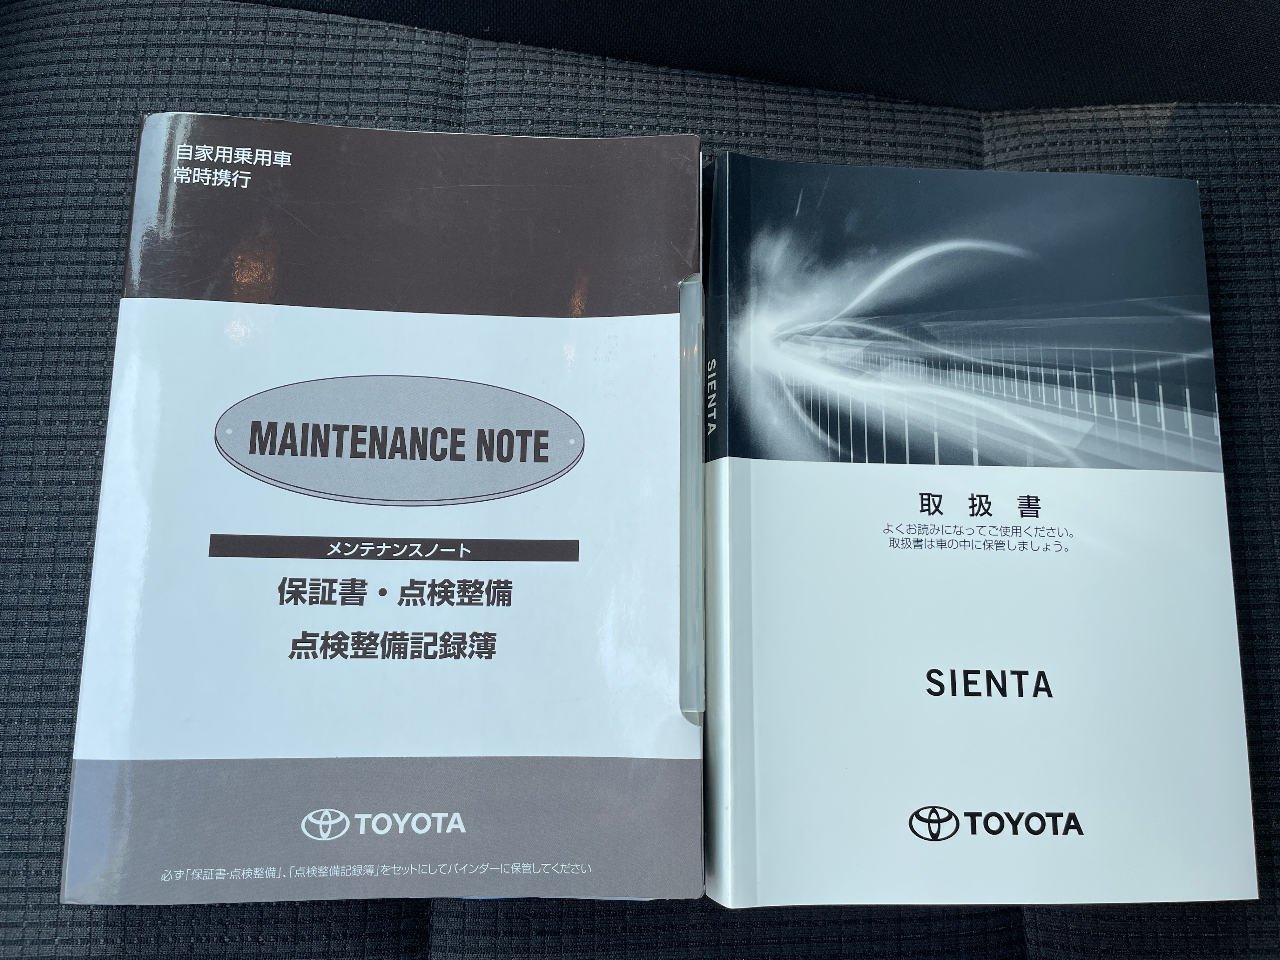 自家用乗用車
常時携行
MAINTENANCE NOTE
メンテナンスノート
保証書・点検整備
点検整備記録簿
TOYOTA
必ず「保証書・点検整備」、「点検整備記録簿」をセットにしてバインダーに保管してください
SIENTA
取扱書
よくお読みになってご使用ください。
取扱書は車の中に保管しましょう。
SIENTA
TOYOTA